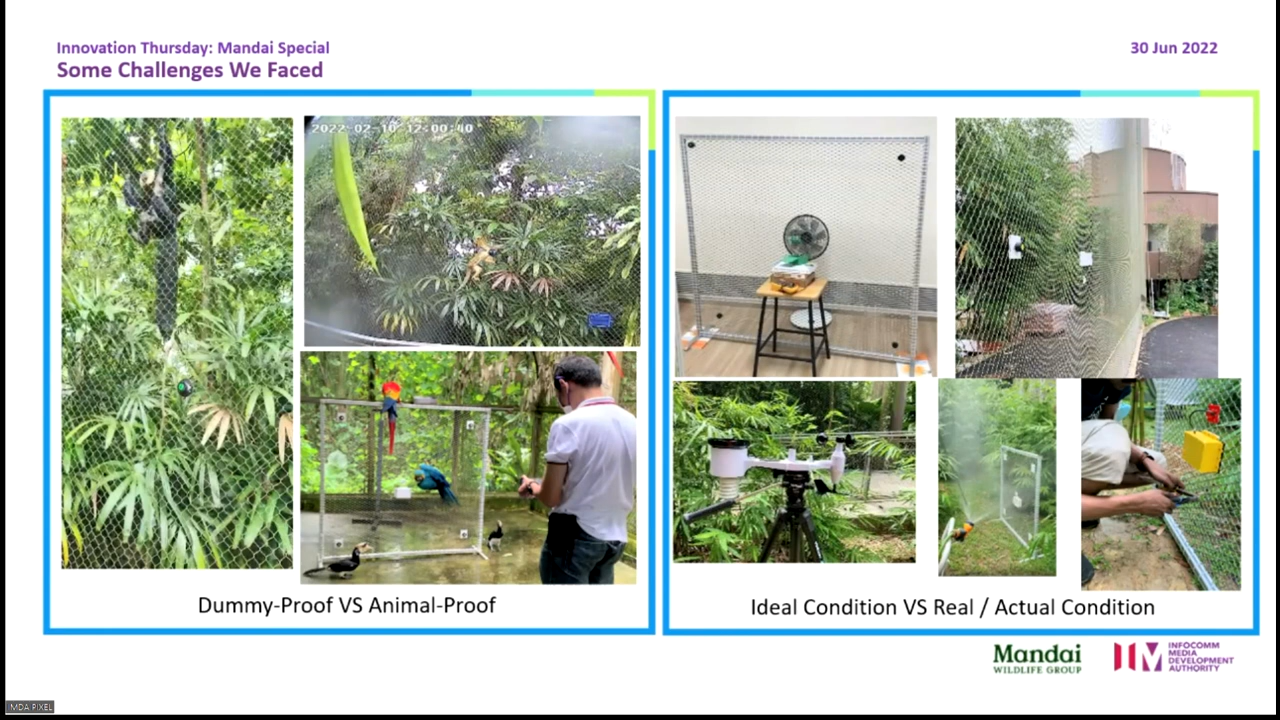 Innovation Thursday: Mandai Special
30 Jun 2022
Some Challenges We Faced
2022-02-10 12:00:40
Dummy-Proof VS Animal-Proof
Ideal Condition VS Real / Actual Condition
Mandai
WILDLIFE GROUP
IM
INFOCOMM
MEDIA
DEVELOPMENT
AUTHORITY
IMDA PIXEL